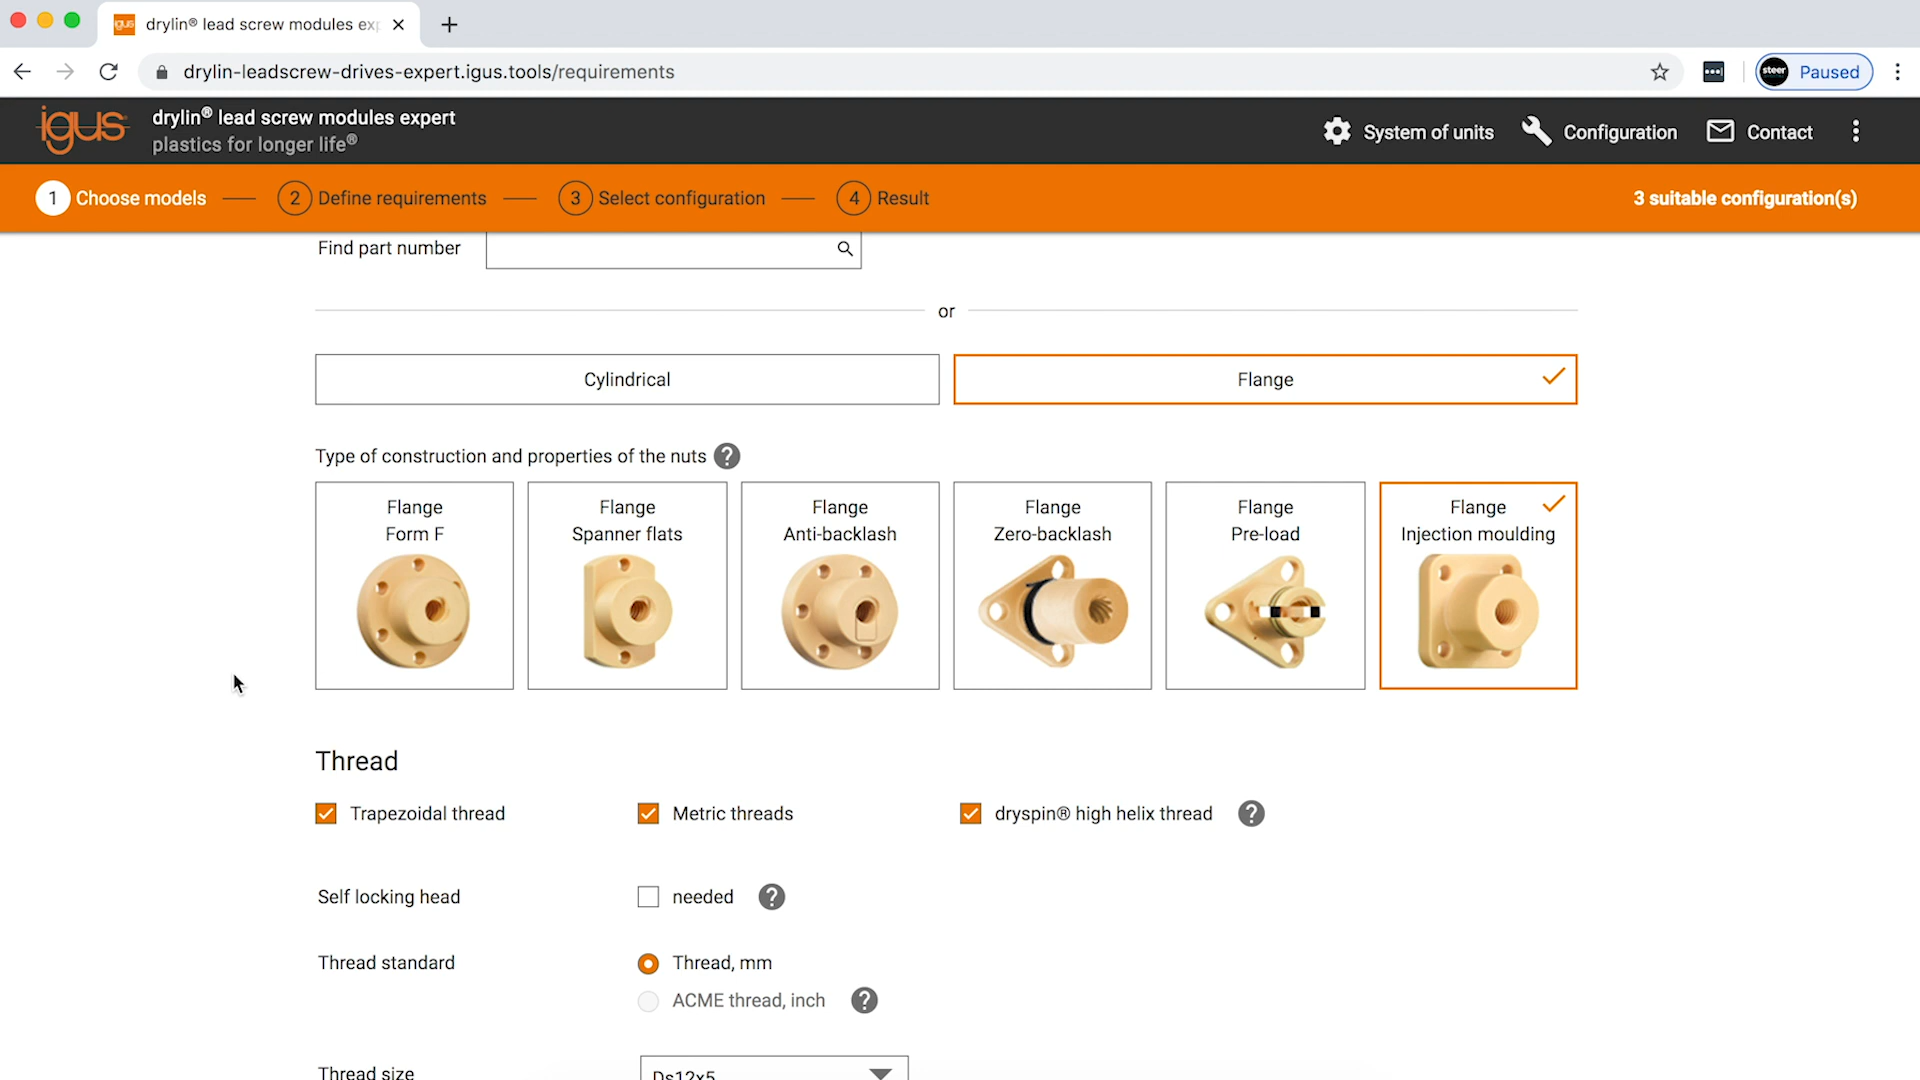 igus
drylin® lead screw modules exp
drylin-leadscrew-drives-expert.igus.tools/requirements
steer
Paused
igus®
drylin® lead screw modules expert
plastics for longer life®
System of units
Configuration
Contact
1 Choose models
2 Define requirements
3 Select configuration
4 Result
3 suitable configuration(s)
Find part number
or
Cylindrical
Flange
Type of construction and properties of the nuts ?
Flange
Form F
Flange
Spanner flats
Flange
Anti-backlash
Flange
Zero-backlash
Flange
Pre-load
Flange
Injection moulding
Thread
Trapezoidal thread
Metric threads
dryspin® high helix thread ?
Self locking head
needed ?
Thread standard
Thread, mm
ACME thread, inch ?
Thread size
Ds12x5